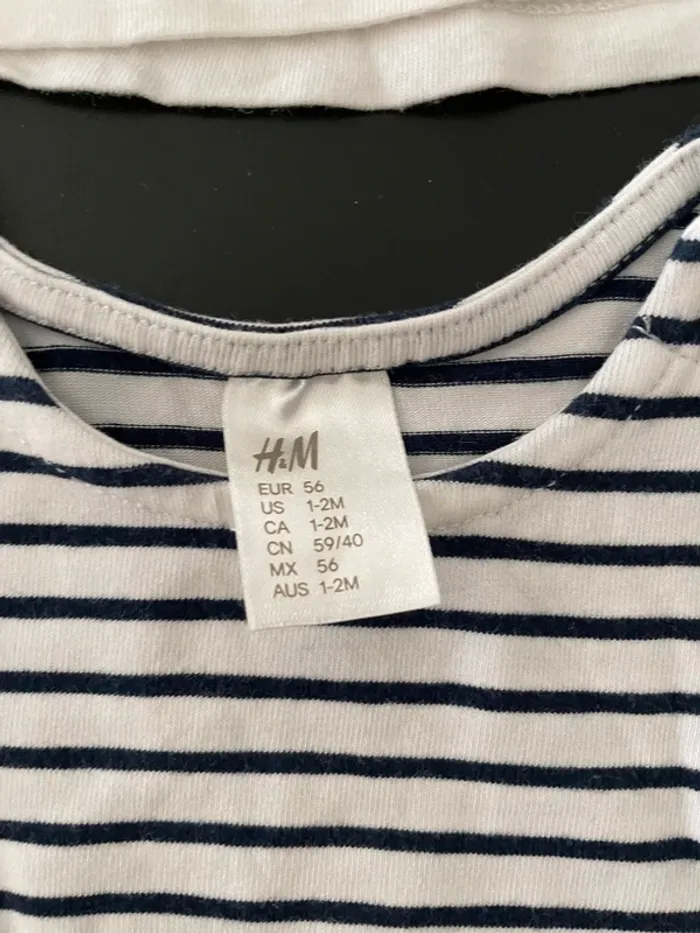 H&M
EUR 56
US 1-2M
CA 1-2M
CN 59/40
MX 56
AUS 1-2M